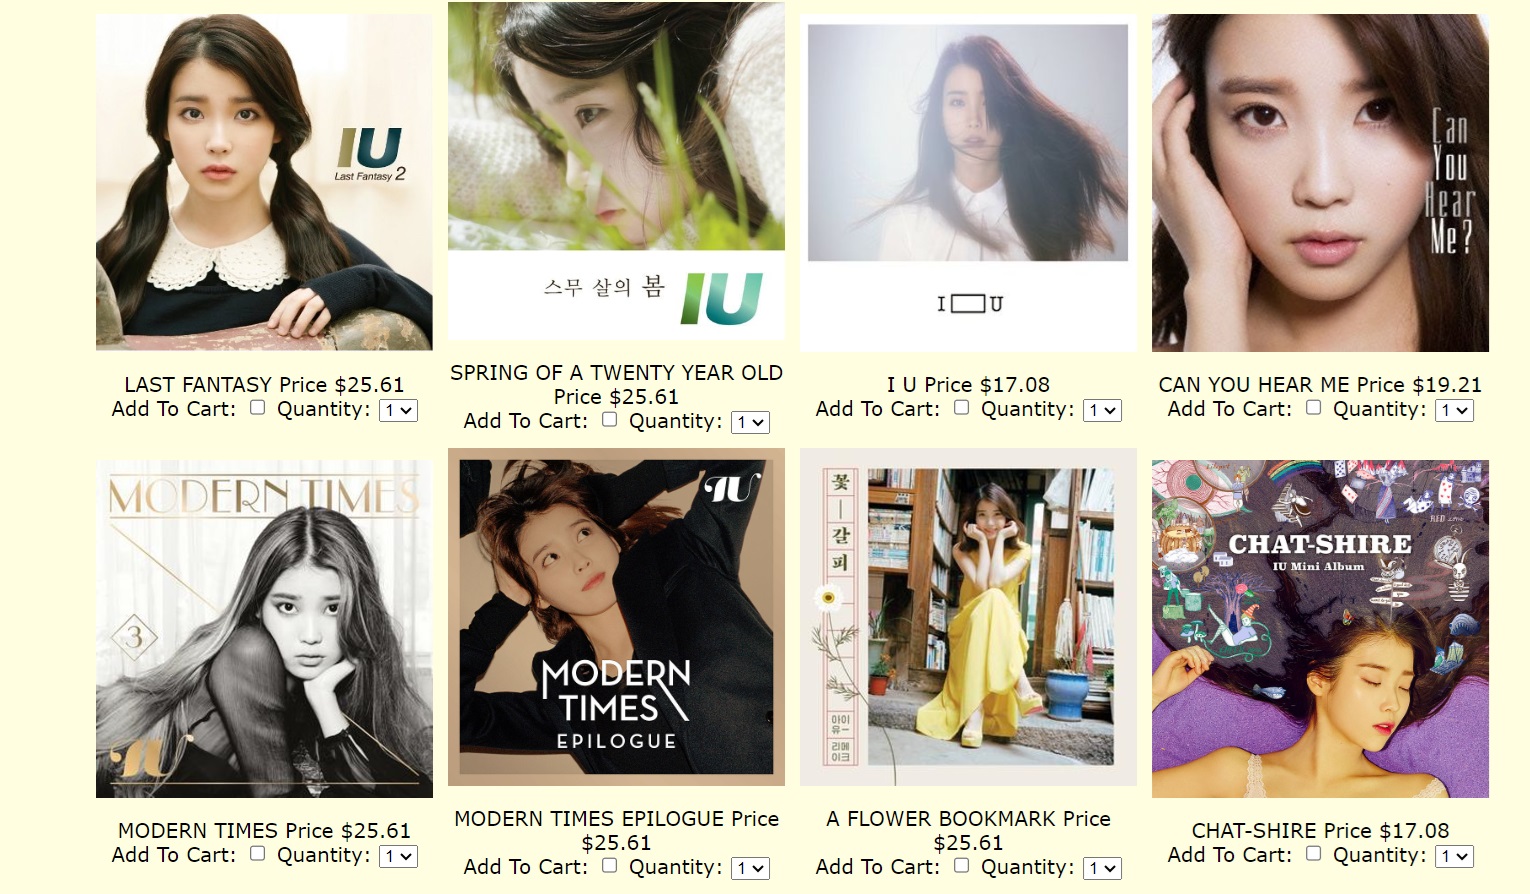 IU
Last Fantasy 2
스무 살의 봄 IU
I U
Can
You
Hear
Me?
LAST FANTASY Price $25.61
Add To Cart: Quantity: 1
SPRING OF A TWENTY YEAR OLD
Price $25.61
Add To Cart: Quantity: 1
I U Price $17.08
Add To Cart: Quantity: 1
CAN YOU HEAR ME Price $19.21
Add To Cart: Quantity: 1
MODERN TIMES
3
IU
IU
MODERN
TIMES
EPILOGUE
꽃
갈
피
아이
유
리메
이크
CHAT-SHIRE
IU Mini Album
MODERN TIMES Price $25.61
Add To Cart: Quantity: 1
MODERN TIMES EPILOGUE Price
$25.61
Add To Cart: Quantity: 1
A FLOWER BOOKMARK Price
$25.61
Add To Cart: Quantity: 1
CHAT-SHIRE Price $17.08
Add To Cart: Quantity: 1